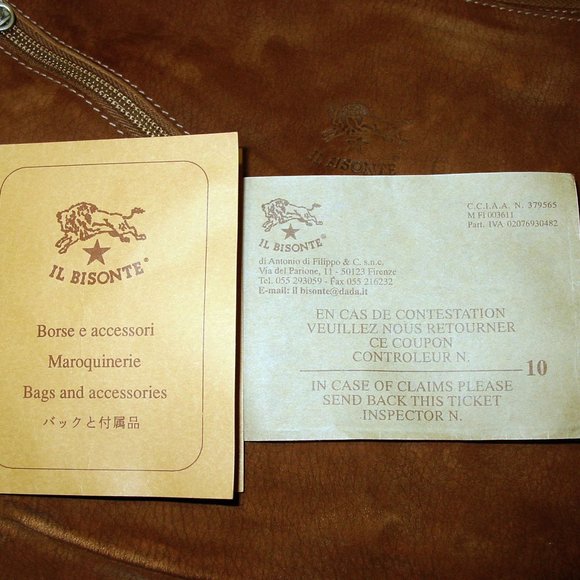 IL BISONTE
IL BISONTE®
Borse e accessori
Maroquinerie
Bags and accessories
バックと付属品
IL BISONTE®
di Antonio di Filippo & C. s.n.c.
Via del Parione, 11 - 50123 Firenze
Tel. 055 293059 - Fax 055 216232
E-mail: il bisonte@dada.it
C.C.I.A.A. N. 379565
M FI 003611
Part. IVA 02076930482
EN CAS DE CONTESTATION
VEUILLEZ NOUS RETOURNER
CE COUPON
CONTROLEUR N.
10
IN CASE OF CLAIMS PLEASE
SEND BACK THIS TICKET
INSPECTOR N.